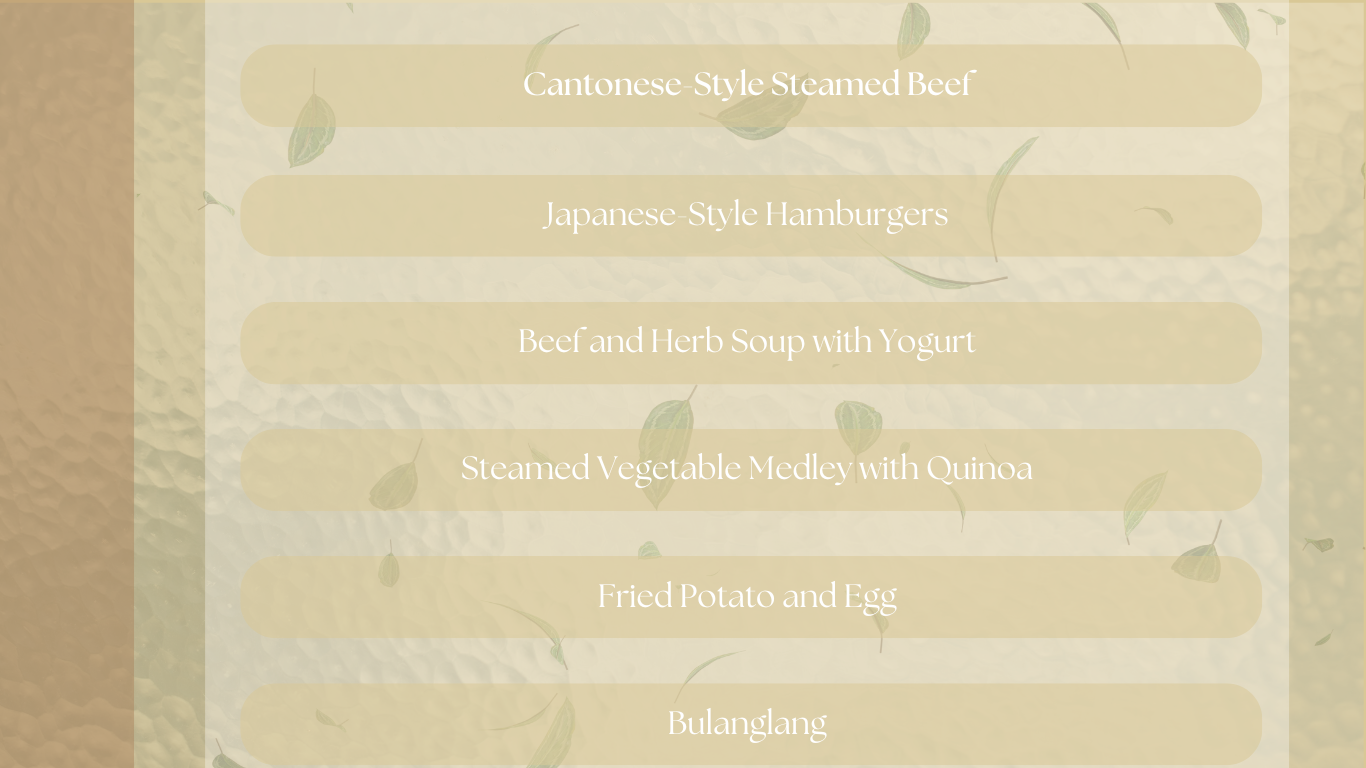 Cantonese-Style Steamed Beef
Japanese-Style Hamburgers
Beef and Herb Soup with Yogurt
Steamed Vegetable Medley with Quinoa
Fried Potato and Egg
Bulanglang